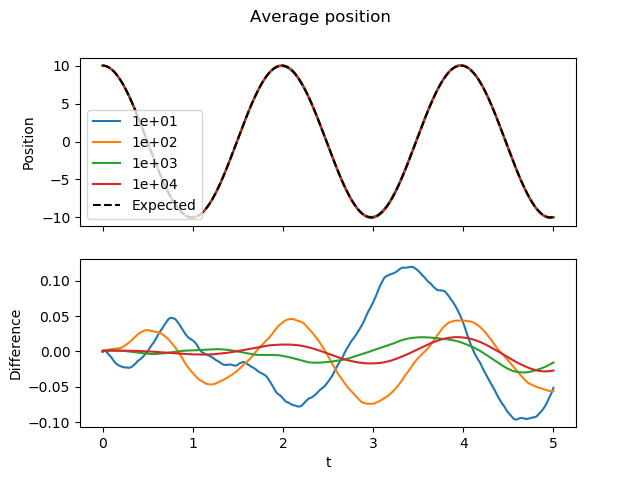 Average position
10
5
0
−5
−10
Position
1e+01
1e+02
1e+03
1e+04
Expected
0.10
0.05
0.00
−0.05
−0.10
Difference
0 1 2 3 4 5
t